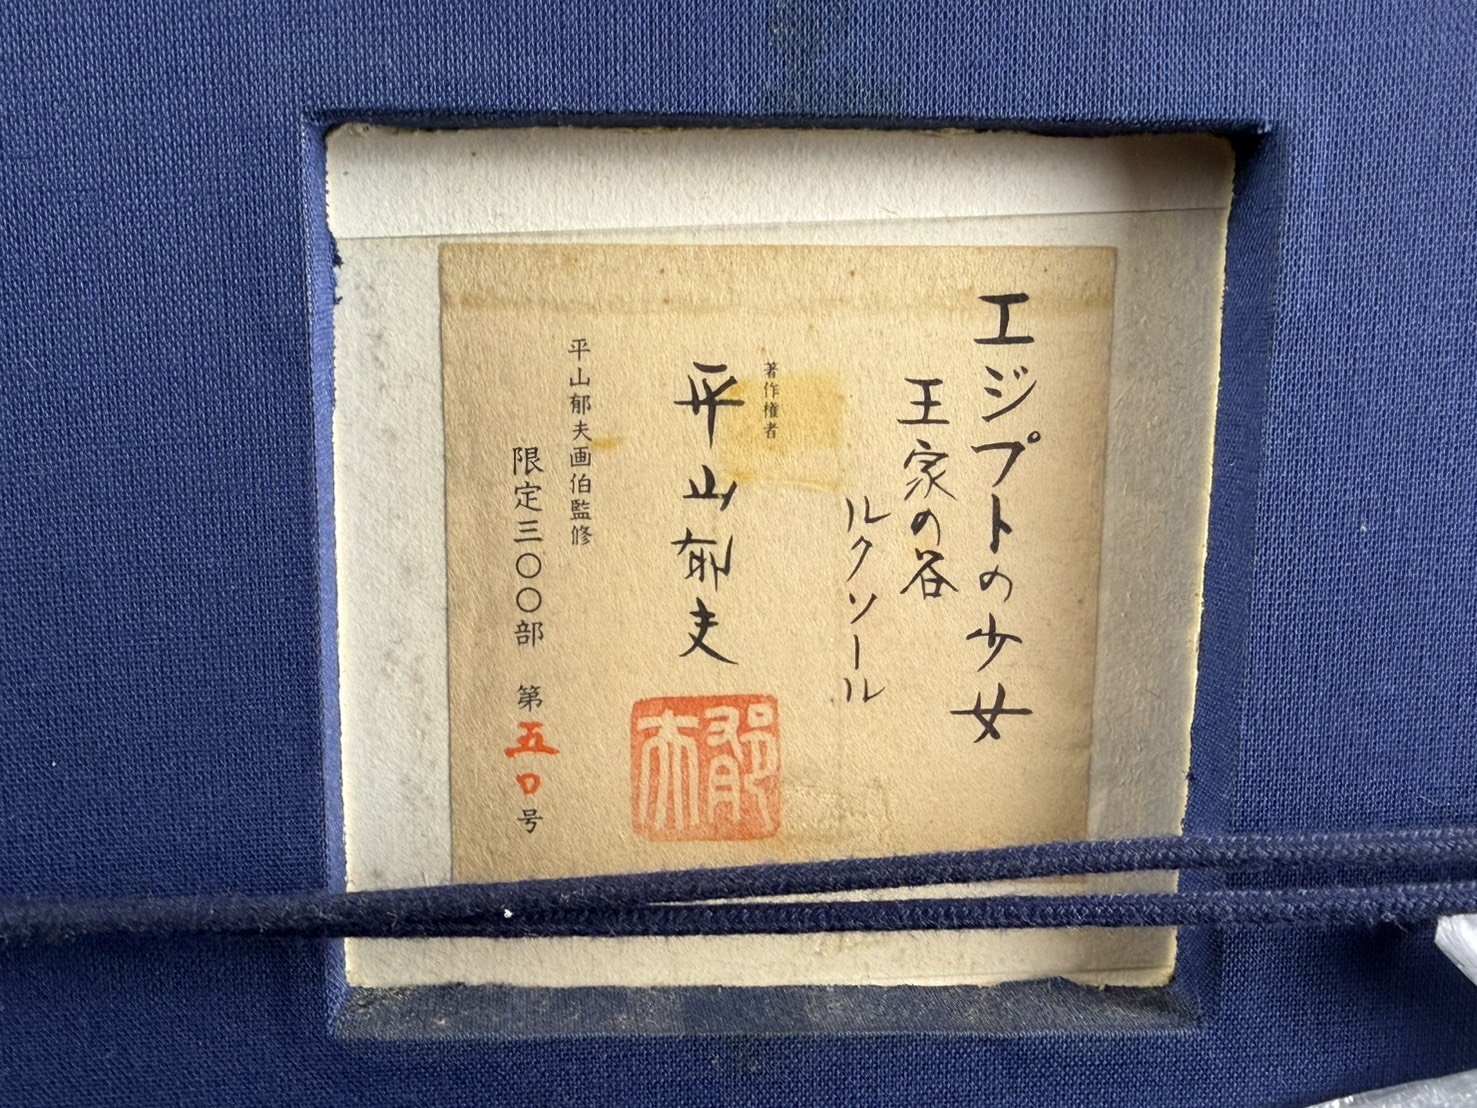 エジプトの少女
王家の谷
ルクソール
著作権者
平山郁夫
郁夫
平山郁夫画伯監修
限定三〇〇部 第五〇号